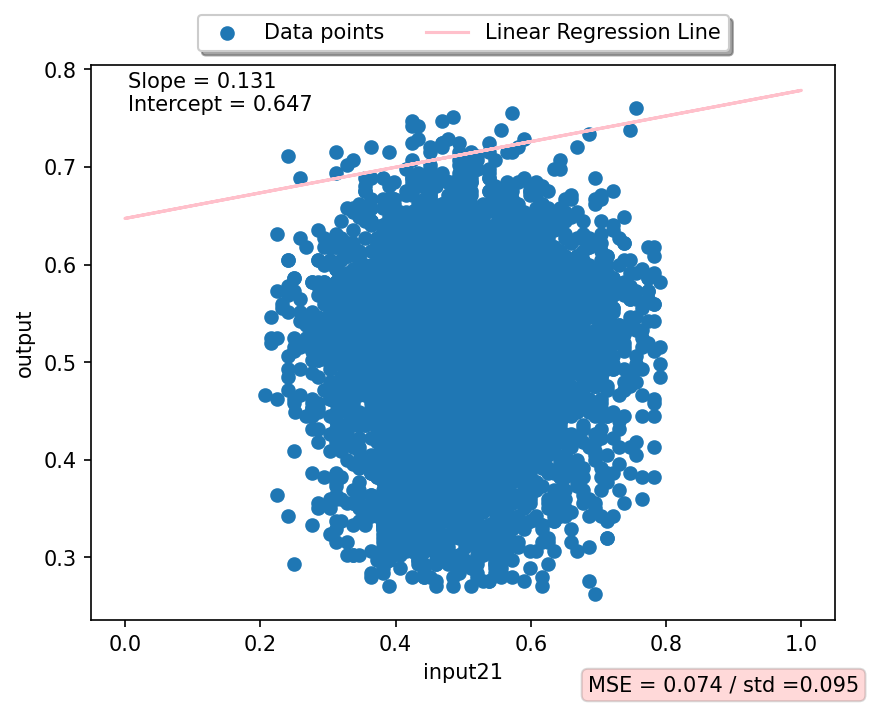 Data points
Linear Regression Line
Slope = 0.131
Intercept = 0.647
0.8
0.7
0.6
0.5
0.4
0.3
output
0.0 0.2 0.4 0.6 0.8 1.0
input21
MSE = 0.074 / std =0.095